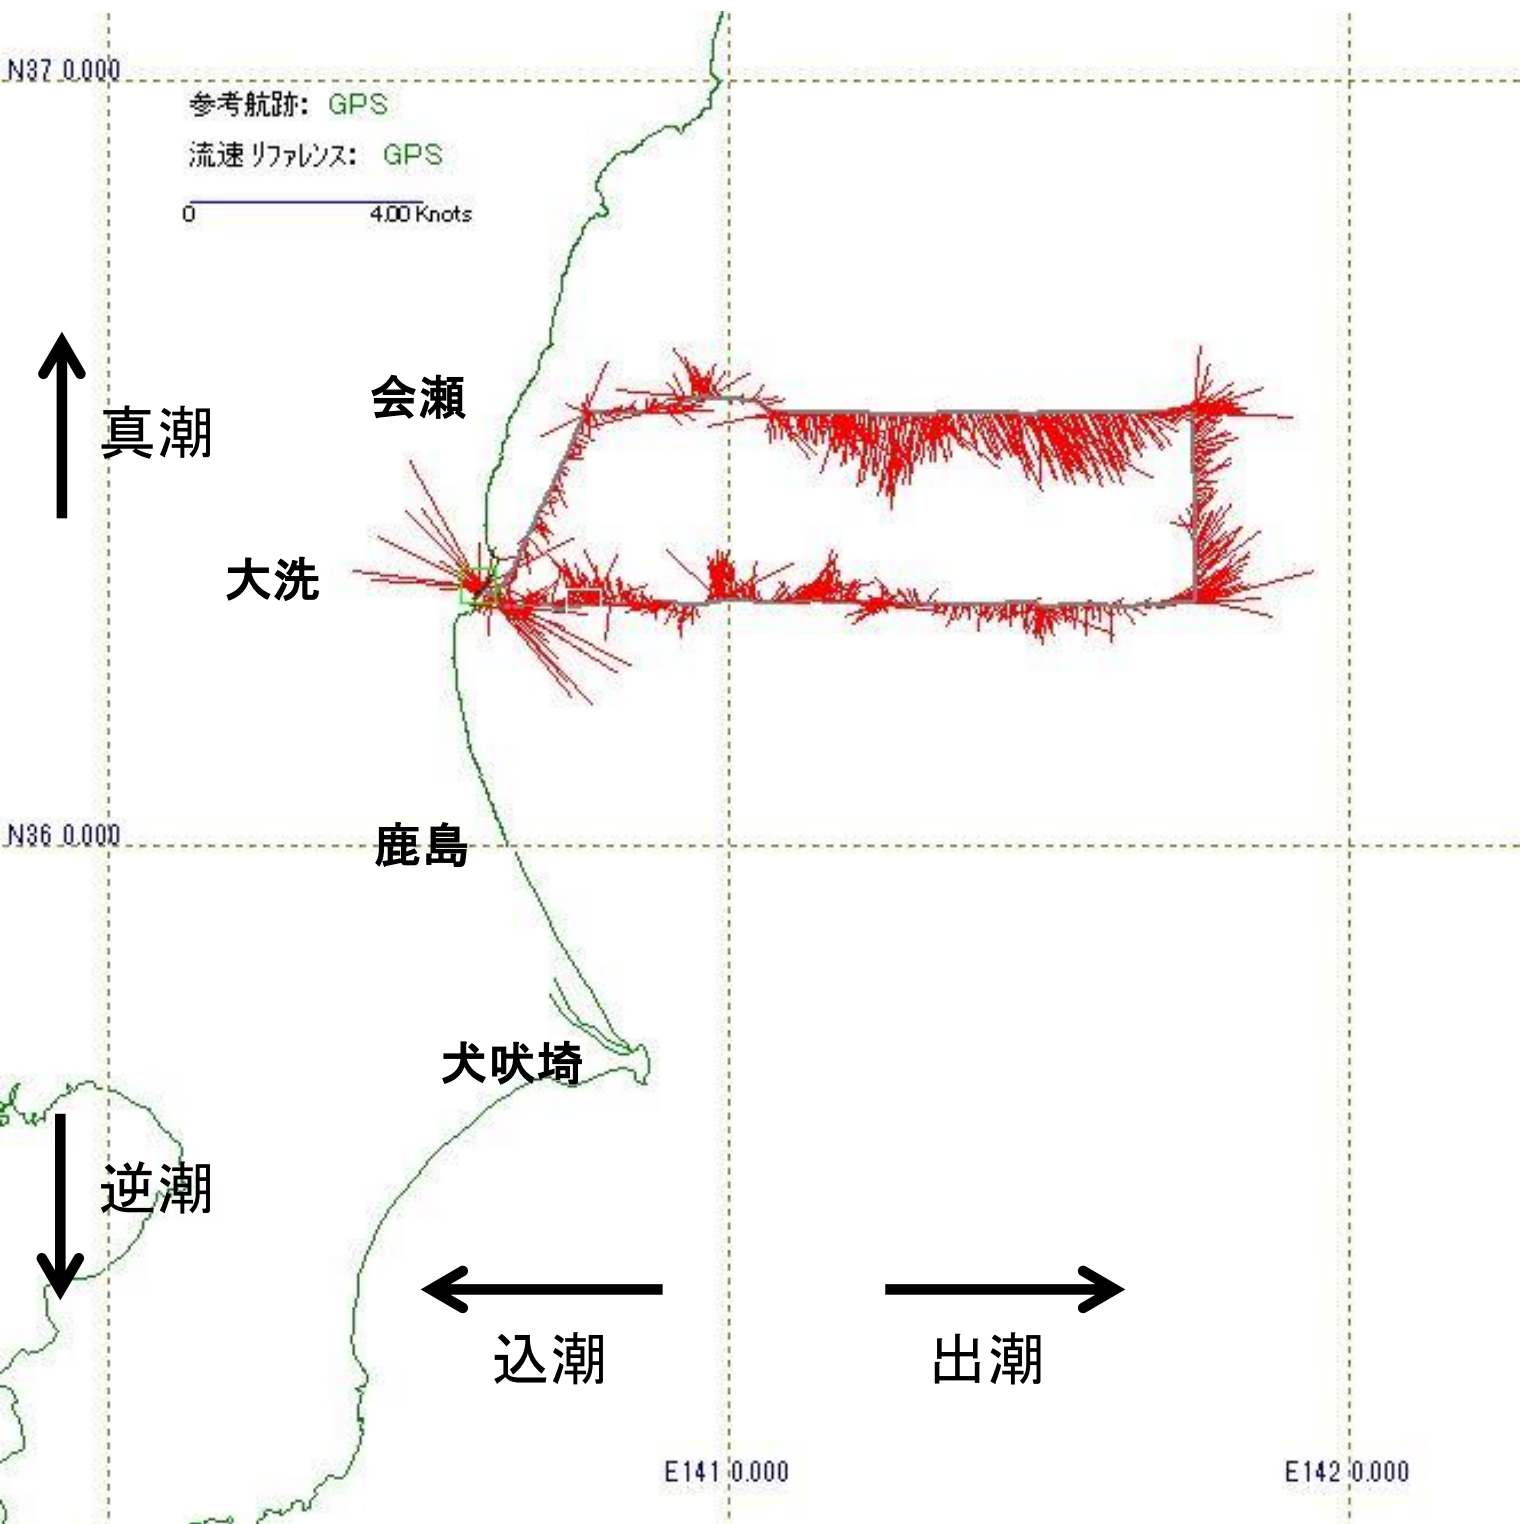 N37 0.000
参考航跡: GPS
流速 リファレンス: GPS
0 4.00 Knots
会瀬
真潮
大洗
N36 0.000
鹿島
犬吠埼
逆潮
込潮
出潮
E141 0.000
E142 0.000